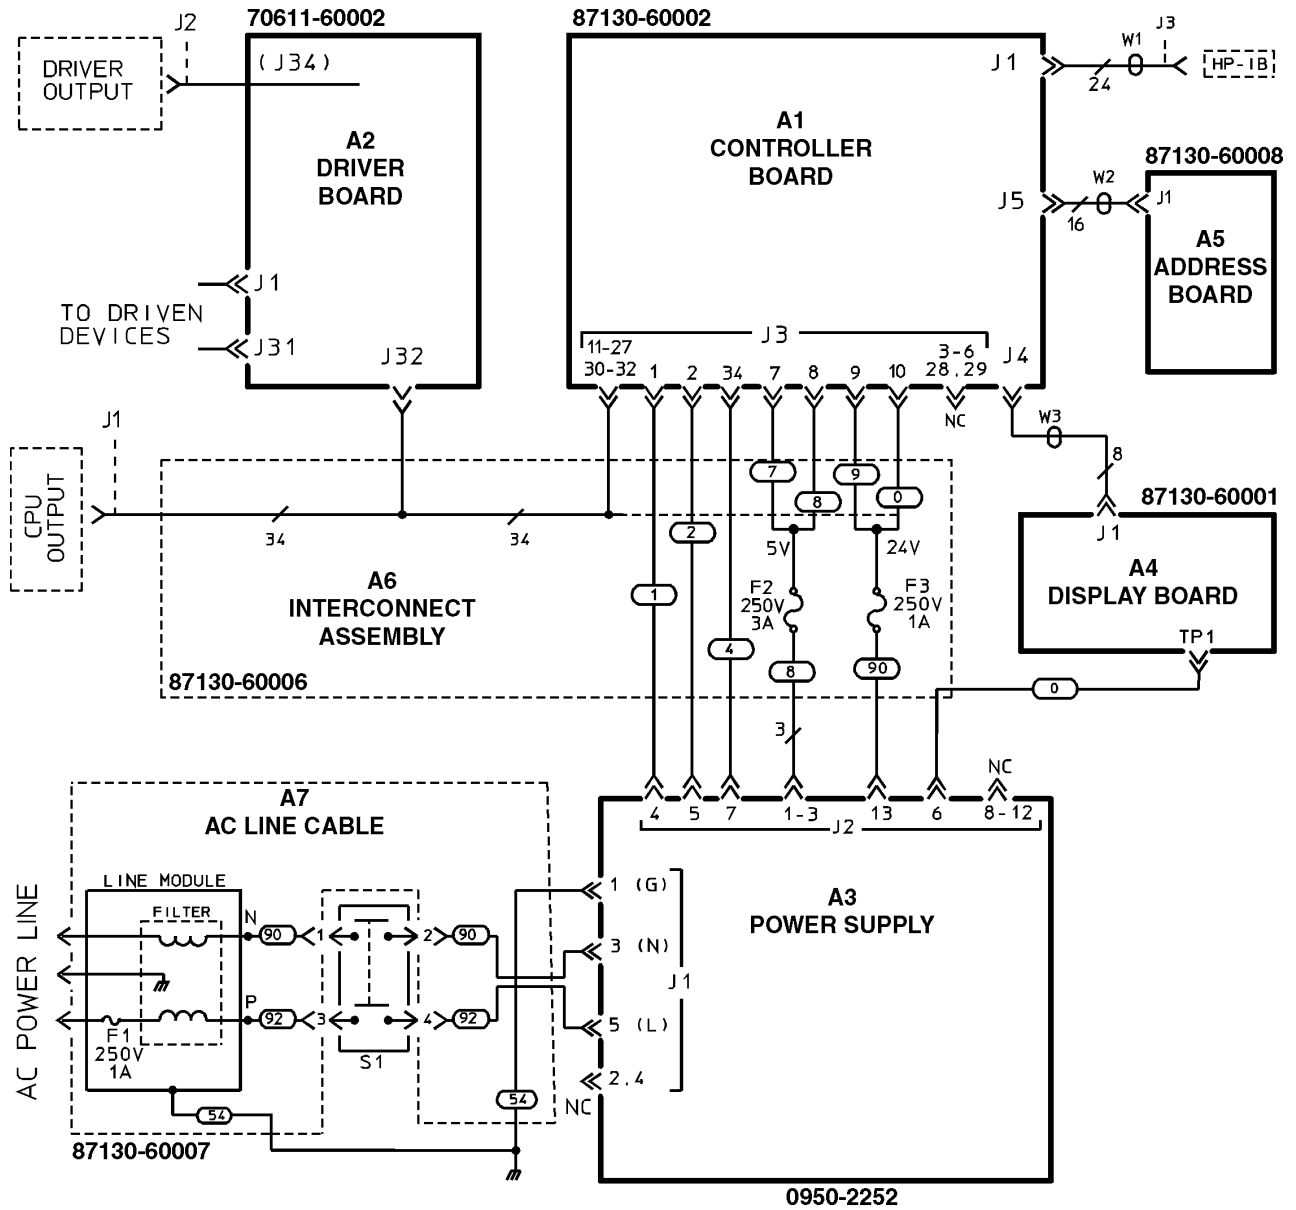 70611-60002
87130-60002
J2
DRIVER
OUTPUT
(J34)
A2
DRIVER
BOARD
J1
TO DRIVEN
DEVICES
J31
J32
A1
CONTROLLER
BOARD
J1
24
W1
J3
HP-IB
87130-60008
J5
16
W2
J1
A5
ADDRESS
BOARD
J3
11-27
30-32
1
2
34
7
8
9
10
3-6
28,29
NC
J4
W3
8
87130-60001
J1
A4
DISPLAY BOARD
TP1
0
J1
CPU
OUTPUT
34
34
A6
INTERCONNECT
ASSEMBLY
87130-60006
7
8
9
0
2
1
4
5V
24V
F2
250V
3A
F3
250V
1A
8
90
3
A7
AC LINE CABLE
LINE MODULE
FILTER
AC POWER LINE
N
90
1
2
90
P
92
3
4
92
F1
250V
1A
S1
54
54
87130-60007
4
5
7
1-3
13
6
NC
8-12
J2
1 (G)
3 (N)
J1
5 (L)
2,4
NC
A3
POWER SUPPLY
0950-2252